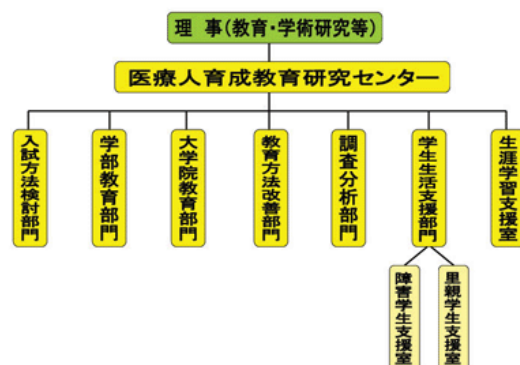 理 事(教育・学術研究等)
医療人育成教育研究センター
入試方法検討部門
学部教育部門
大学院教育部門
教育方法改善部門
調査分析部門
学生生活支援部門
生涯学習支援室
障害学生支援室
里親学生支援室